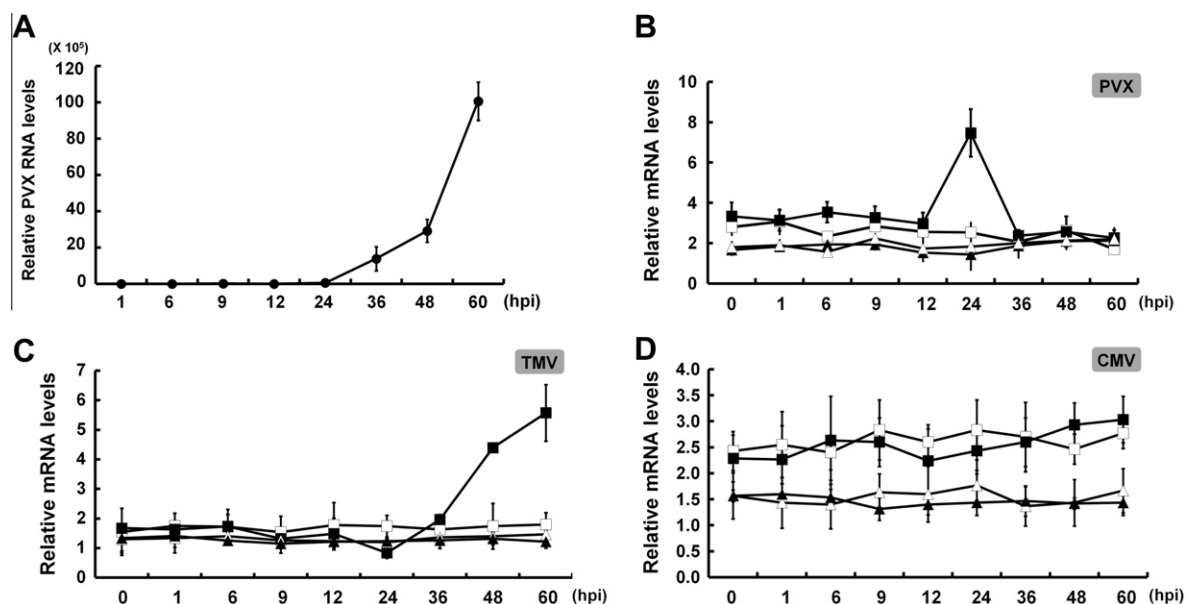 A
(X 10⁵)
Relative PVX RNA levels
120
100
80
60
40
20
0
1 6 9 12 24 36 48 60 (hpi)
B
PVX
Relative mRNA levels
10
8
6
4
2
0
0 1 6 9 12 24 36 48 60 (hpi)
C
TMV
Relative mRNA levels
7
6
5
4
3
2
1
0
0 1 6 9 12 24 36 48 60 (hpi)
D
CMV
Relative mRNA levels
4.0
3.5
3.0
2.5
2.0
1.5
1.0
0.5
0.0
0 1 6 9 12 24 36 48 60 (hpi)